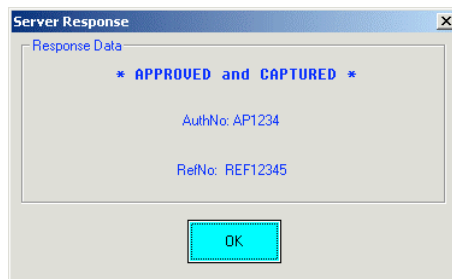 Server Response
Response Data
* APPROVED and CAPTURED *
AuthNo: AP1234
RefNo: REF12345
OK